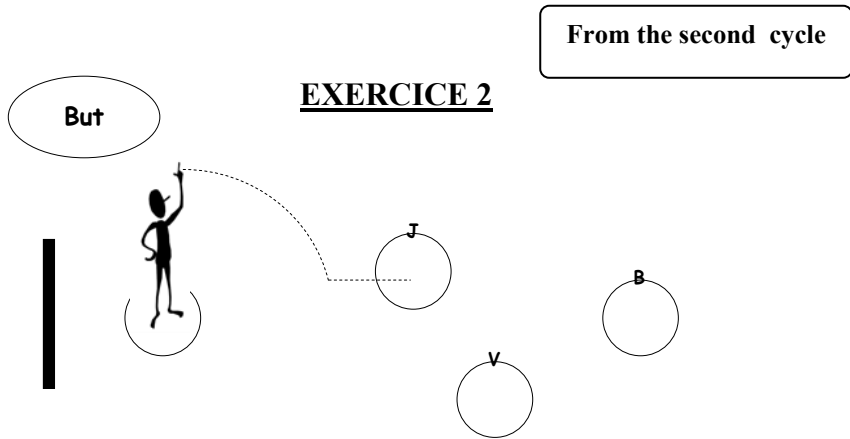 From the second cycle
EXERCICE 2
But
J
B
V